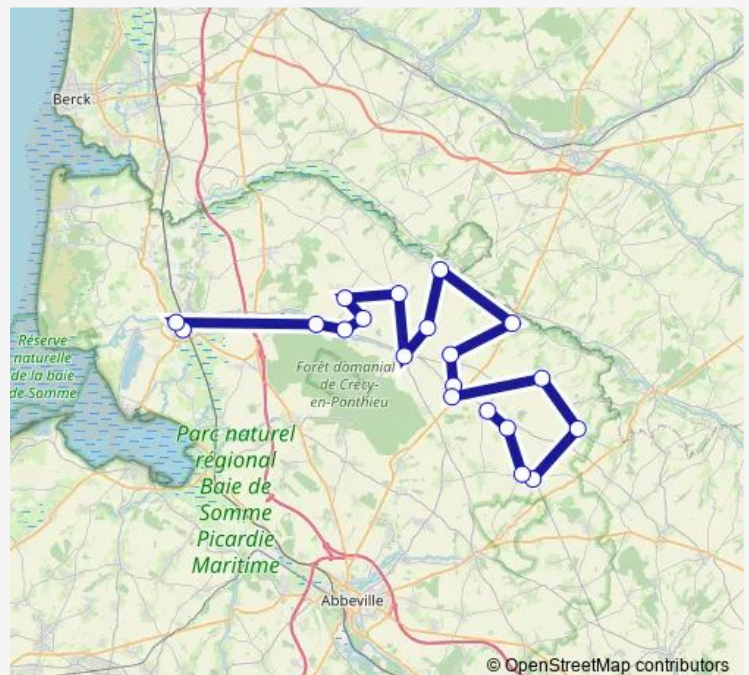 Berck
Réserve
naturelle
de la baie
de Somme
Forêt domanial
de Crécy-
en-Ponthieu
Parc naturel
régional
Baie de
Somme
Picardie
Maritime
Abbeville
© OpenStreetMap contributors